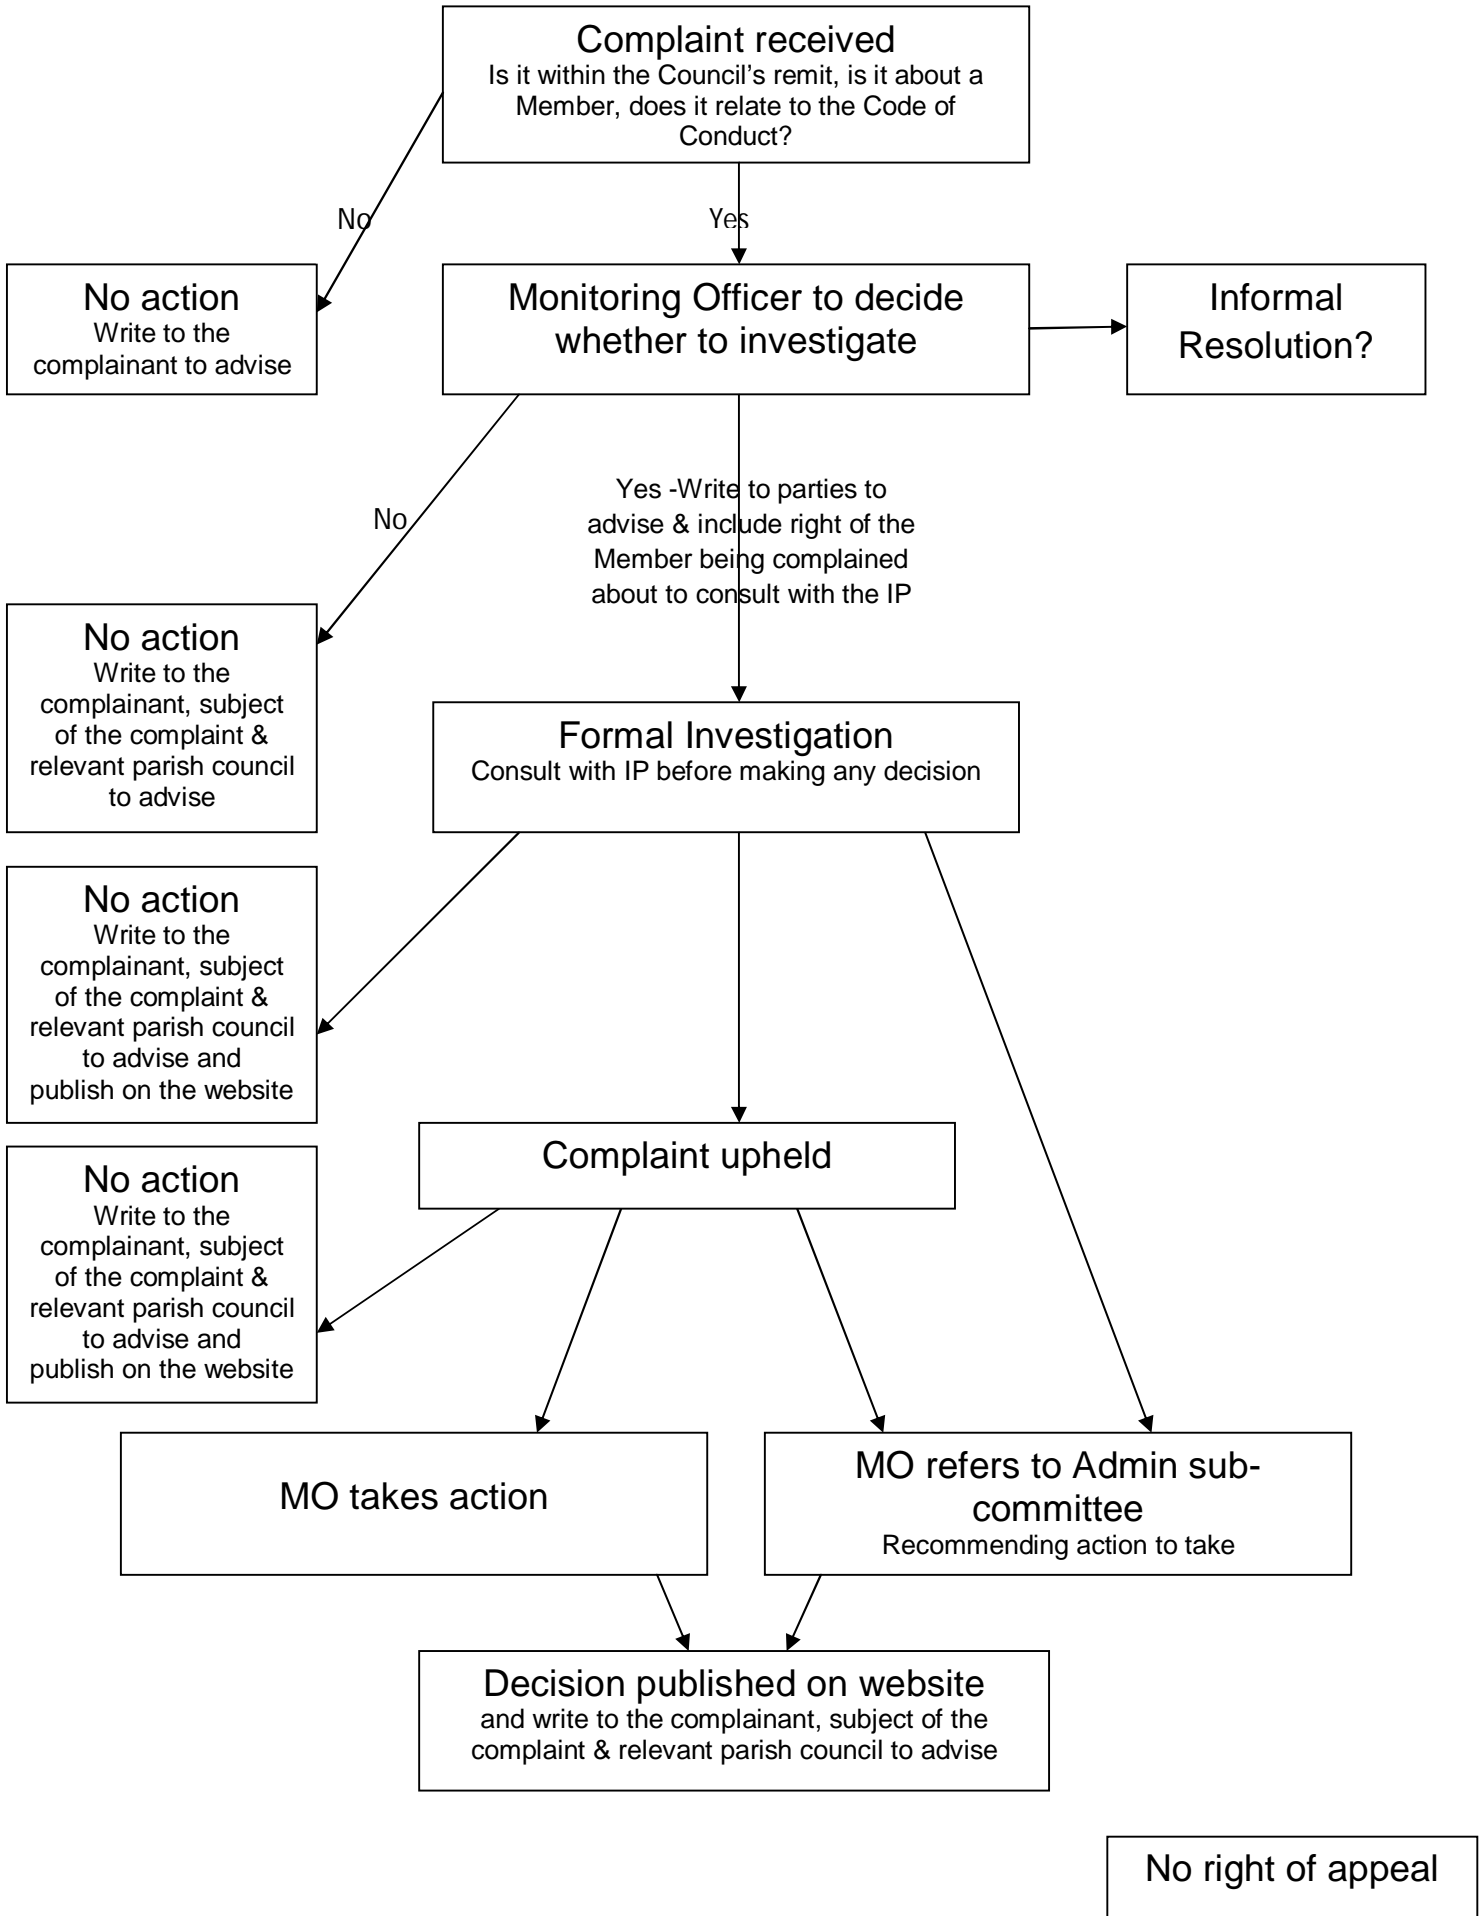 Complaint received
Is it within the Council's remit, is it about a
Member, does it relate to the Code of
Conduct?
No
Yes
No action
Write to the
complainant to advise
Monitoring Officer to decide
whether to investigate
Informal
Resolution?
No
Yes -Write to parties to
advise & include right of the
Member being complained
about to consult with the IP
No action
Write to the
complainant, subject
of the complaint &
relevant parish council
to advise
Formal Investigation
Consult with IP before making any decision
No action
Write to the
complainant, subject
of the complaint &
relevant parish council
to advise and
publish on the website
Complaint upheld
No action
Write to the
complainant, subject
of the complaint &
relevant parish council
to advise and
publish on the website
MO takes action
MO refers to Admin sub-
committee
Recommending action to take
Decision published on website
and write to the complainant, subject of the
complaint & relevant parish council to advise
No right of appeal